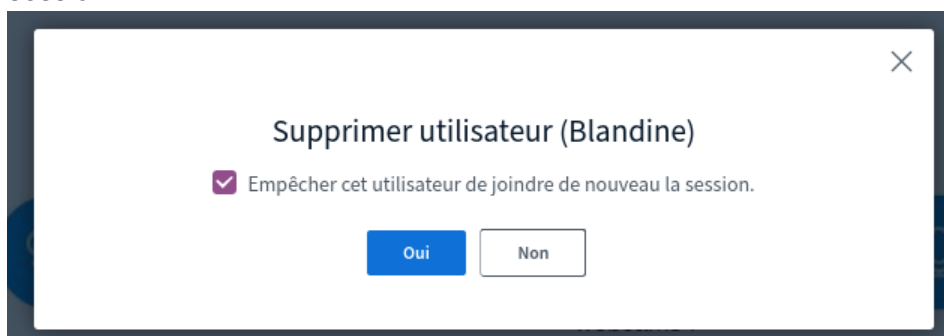 Supprimer utilisateur (Blandine)
Empêcher cet utilisateur de joindre de nouveau la session.
Oui
Non